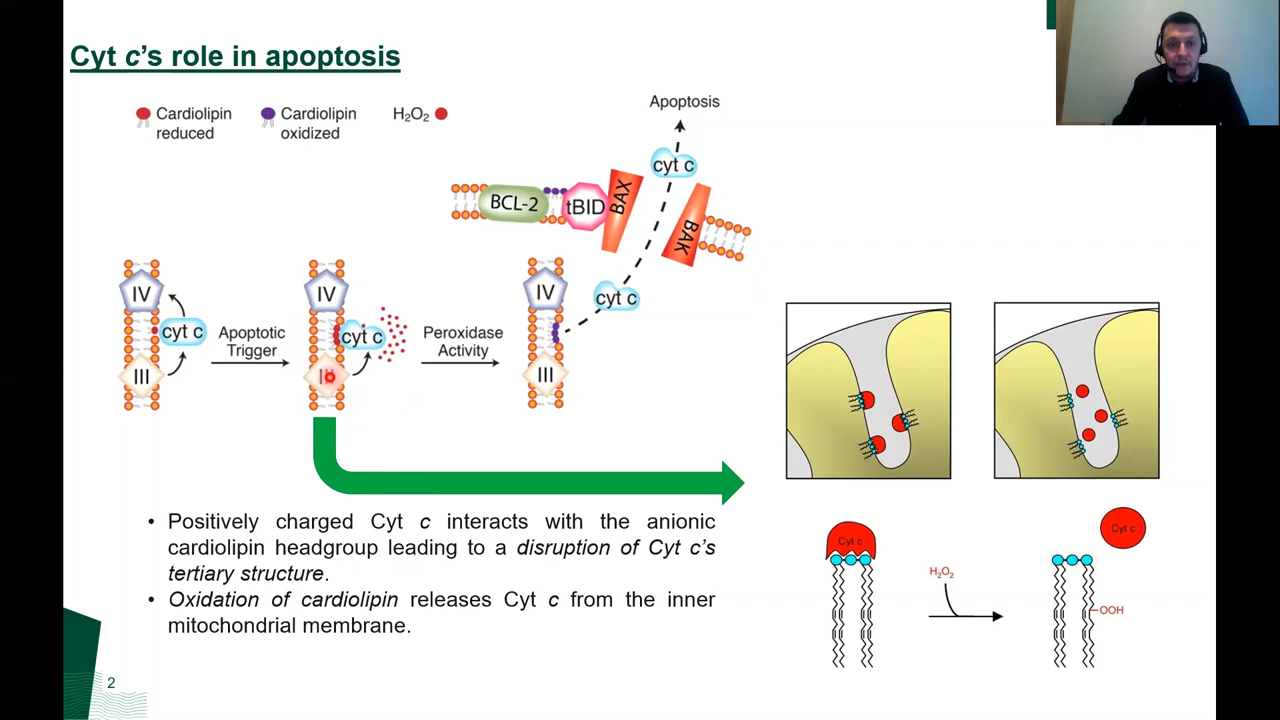 Cyt c's role in apoptosis
Cardiolipin
reduced
Cardiolipin
oxidized
H₂O₂
Apoptosis
cyt c
BCL-2
tBID
BAX
BAK
cyt c
IV
cyt c
III
Apoptotic
Trigger
IV
cyt c
III
Peroxidase
Activity
IV
III
• Positively charged Cyt c interacts with the anionic
cardiolipin headgroup leading to a disruption of Cyt c's
tertiary structure.
• Oxidation of cardiolipin releases Cyt c from the inner
mitochondrial membrane.
Cyt c
H₂O₂
Cyt c
OOH
2